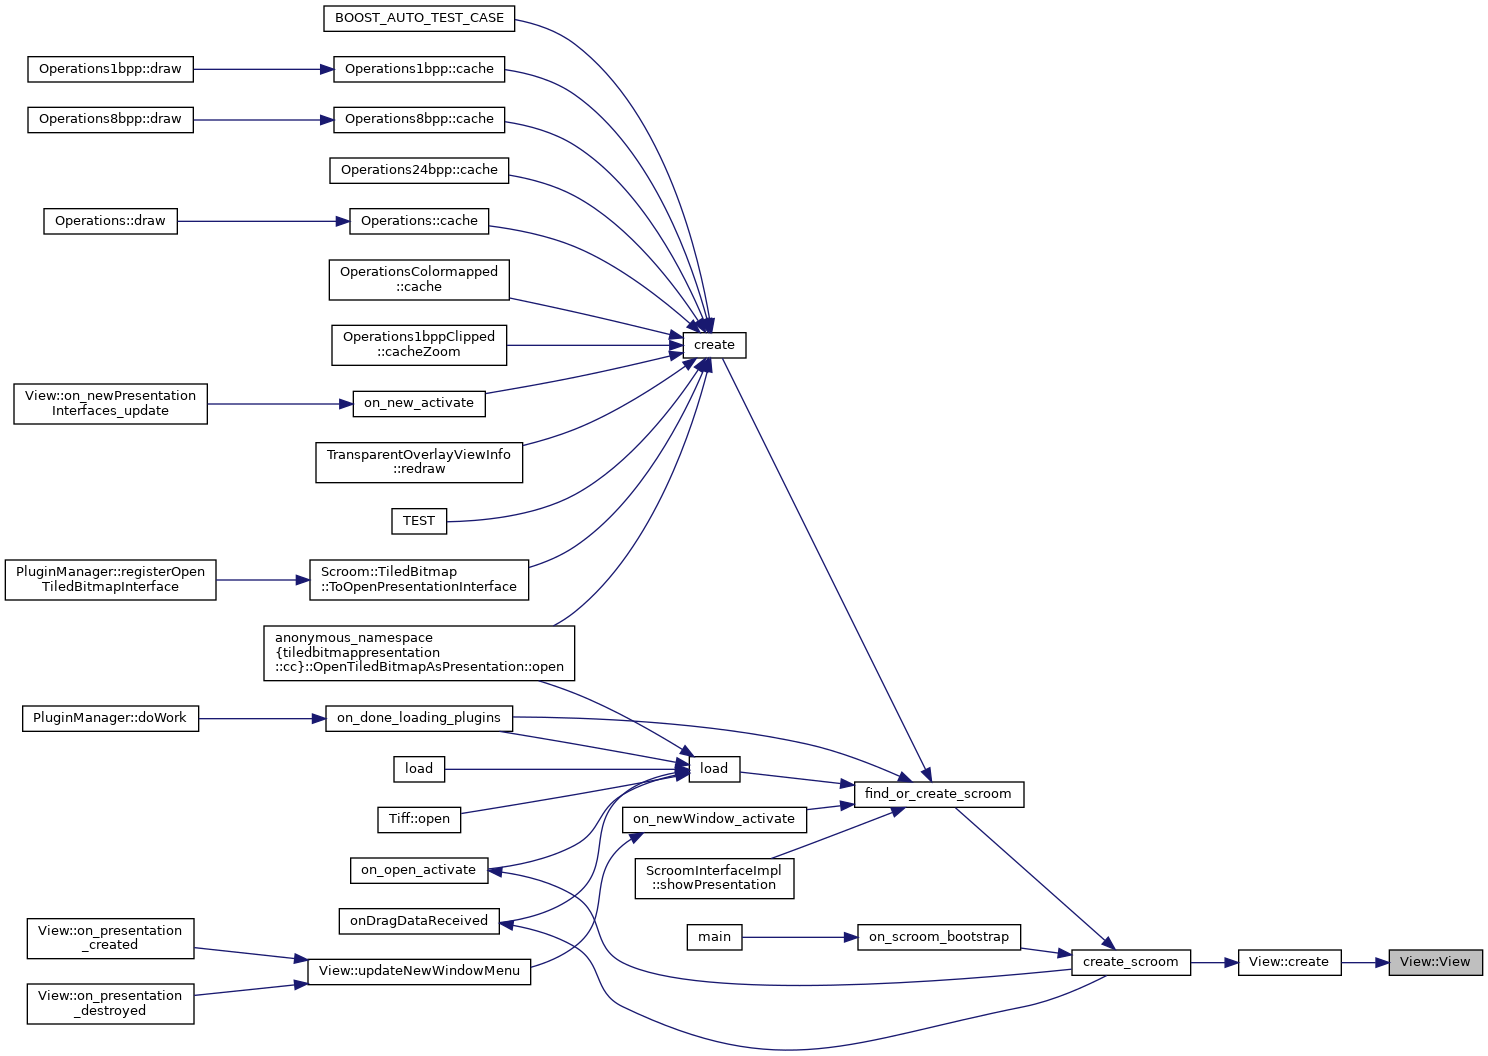 BOOST_AUTO_TEST_CASE
Operations1bpp::draw
Operations1bpp::cache
Operations8bpp::draw
Operations8bpp::cache
Operations24bpp::cache
Operations::draw
Operations::cache
OperationsColormapped
::cache
Operations1bppClipped
::cacheZoom
create
View::on_newPresentation
Interfaces_update
on_new_activate
TransparentOverlayViewInfo
::redraw
TEST
PluginManager::registerOpen
TiledBitmapInterface
Scroom::TiledBitmap
::ToOpenPresentationInterface
anonymous_namespace
{tiledbitmappresentation
::cc}::OpenTiledBitmapAsPresentation::open
PluginManager::doWork
on_done_loading_plugins
load
load
find_or_create_scroom
Tiff::open
on_newWindow_activate
on_open_activate
ScroomInterfaceImpl
::showPresentation
onDragDataReceived
View::on_presentation
_created
main
on_scroom_bootstrap
View::updateNewWindowMenu
create_scroom
View::create
View::View
View::on_presentation
_destroyed